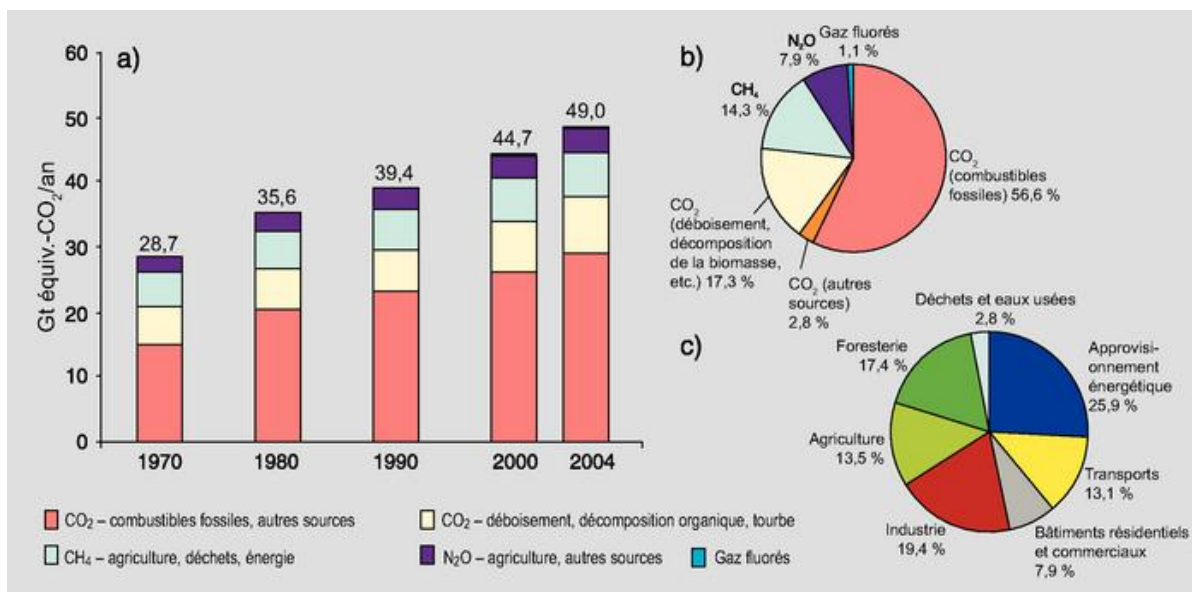 a)
60
50
40
30
20
10
0
Gt équiv.-CO₂/an
28,7
35,6
39,4
44,7
49,0
1970
1980
1990
2000
2004
CO₂ – combustibles fossiles, autres sources
CO₂ – déboisement, décomposition organique, tourbe
CH₄ – agriculture, déchets, énergie
N₂O – agriculture, autres sources
Gaz fluorés
b)
N₂O
7,9 %
Gaz fluorés
1,1 %
CH₄
14,3 %
CO₂
(combustibles
fossiles) 56,6 %
CO₂
(déboisement,
décomposition
de la biomasse,
etc.) 17,3 %
CO₂ (autres
sources)
2,8 %
c)
Déchets et eaux usées
2,8 %
Foresterie
17,4 %
Approvisi-
onnement
énergétique
25,9 %
Agriculture
13,5 %
Transports
13,1 %
Industrie
19,4 %
Bâtiments résidentiels
et commerciaux
7,9 %